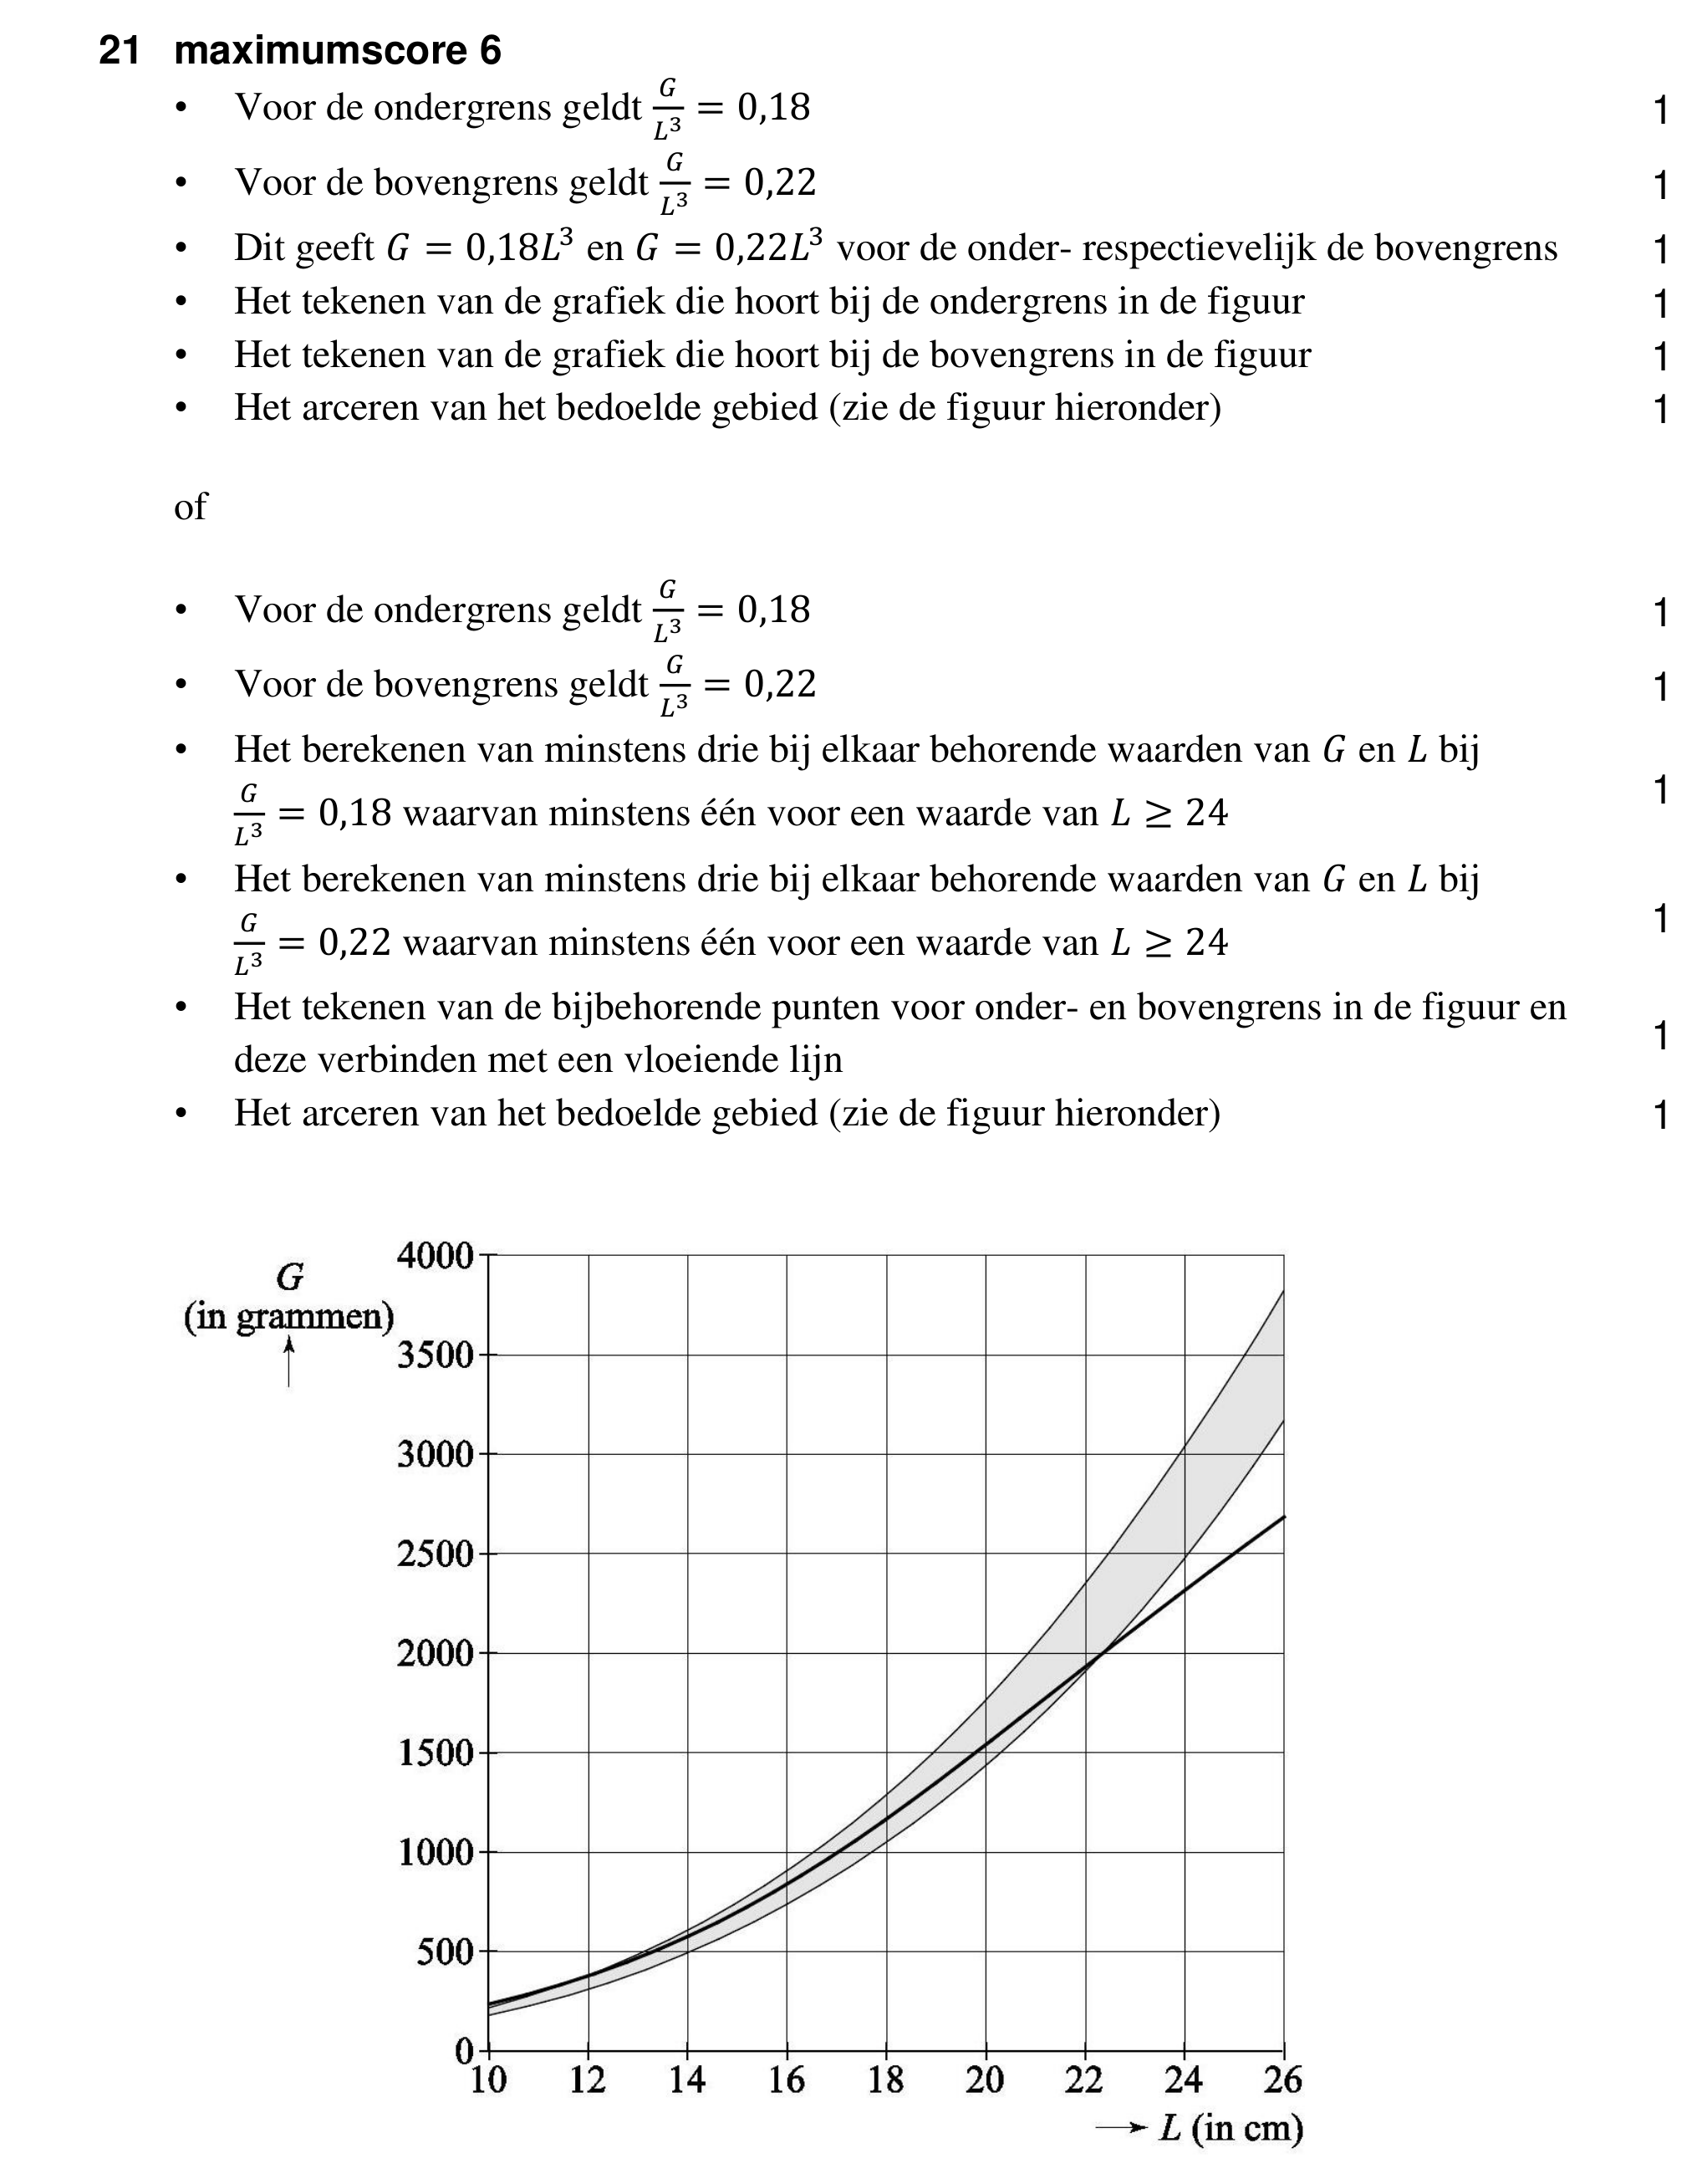 21 maximumscore 6
• Voor de ondergrens geldt G/L³ = 0,18 1
• Voor de bovengrens geldt G/L³ = 0,22 1
• Dit geeft G = 0,18L³ en G = 0,22L³ voor de onder- respectievelijk de bovengrens 1
• Het tekenen van de grafiek die hoort bij de ondergrens in de figuur 1
• Het tekenen van de grafiek die hoort bij de bovengrens in de figuur 1
• Het arceren van het bedoelde gebied (zie de figuur hieronder) 1
of
• Voor de ondergrens geldt G/L³ = 0,18 1
• Voor de bovengrens geldt G/L³ = 0,22 1
• Het berekenen van minstens drie bij elkaar behorende waarden van G en L bij
G/L³ = 0,18 waarvan minstens één voor een waarde van L ≥ 24 1
• Het berekenen van minstens drie bij elkaar behorende waarden van G en L bij
G/L³ = 0,22 waarvan minstens één voor een waarde van L ≥ 24 1
• Het tekenen van de bijbehorende punten voor onder- en bovengrens in de figuur en
deze verbinden met een vloeiende lijn 1
• Het arceren van het bedoelde gebied (zie de figuur hieronder) 1
G
(in grammen)
4000
3500
3000
2500
2000
1500
1000
500
0
10 12 14 16 18 20 22 24 26
L (in cm)